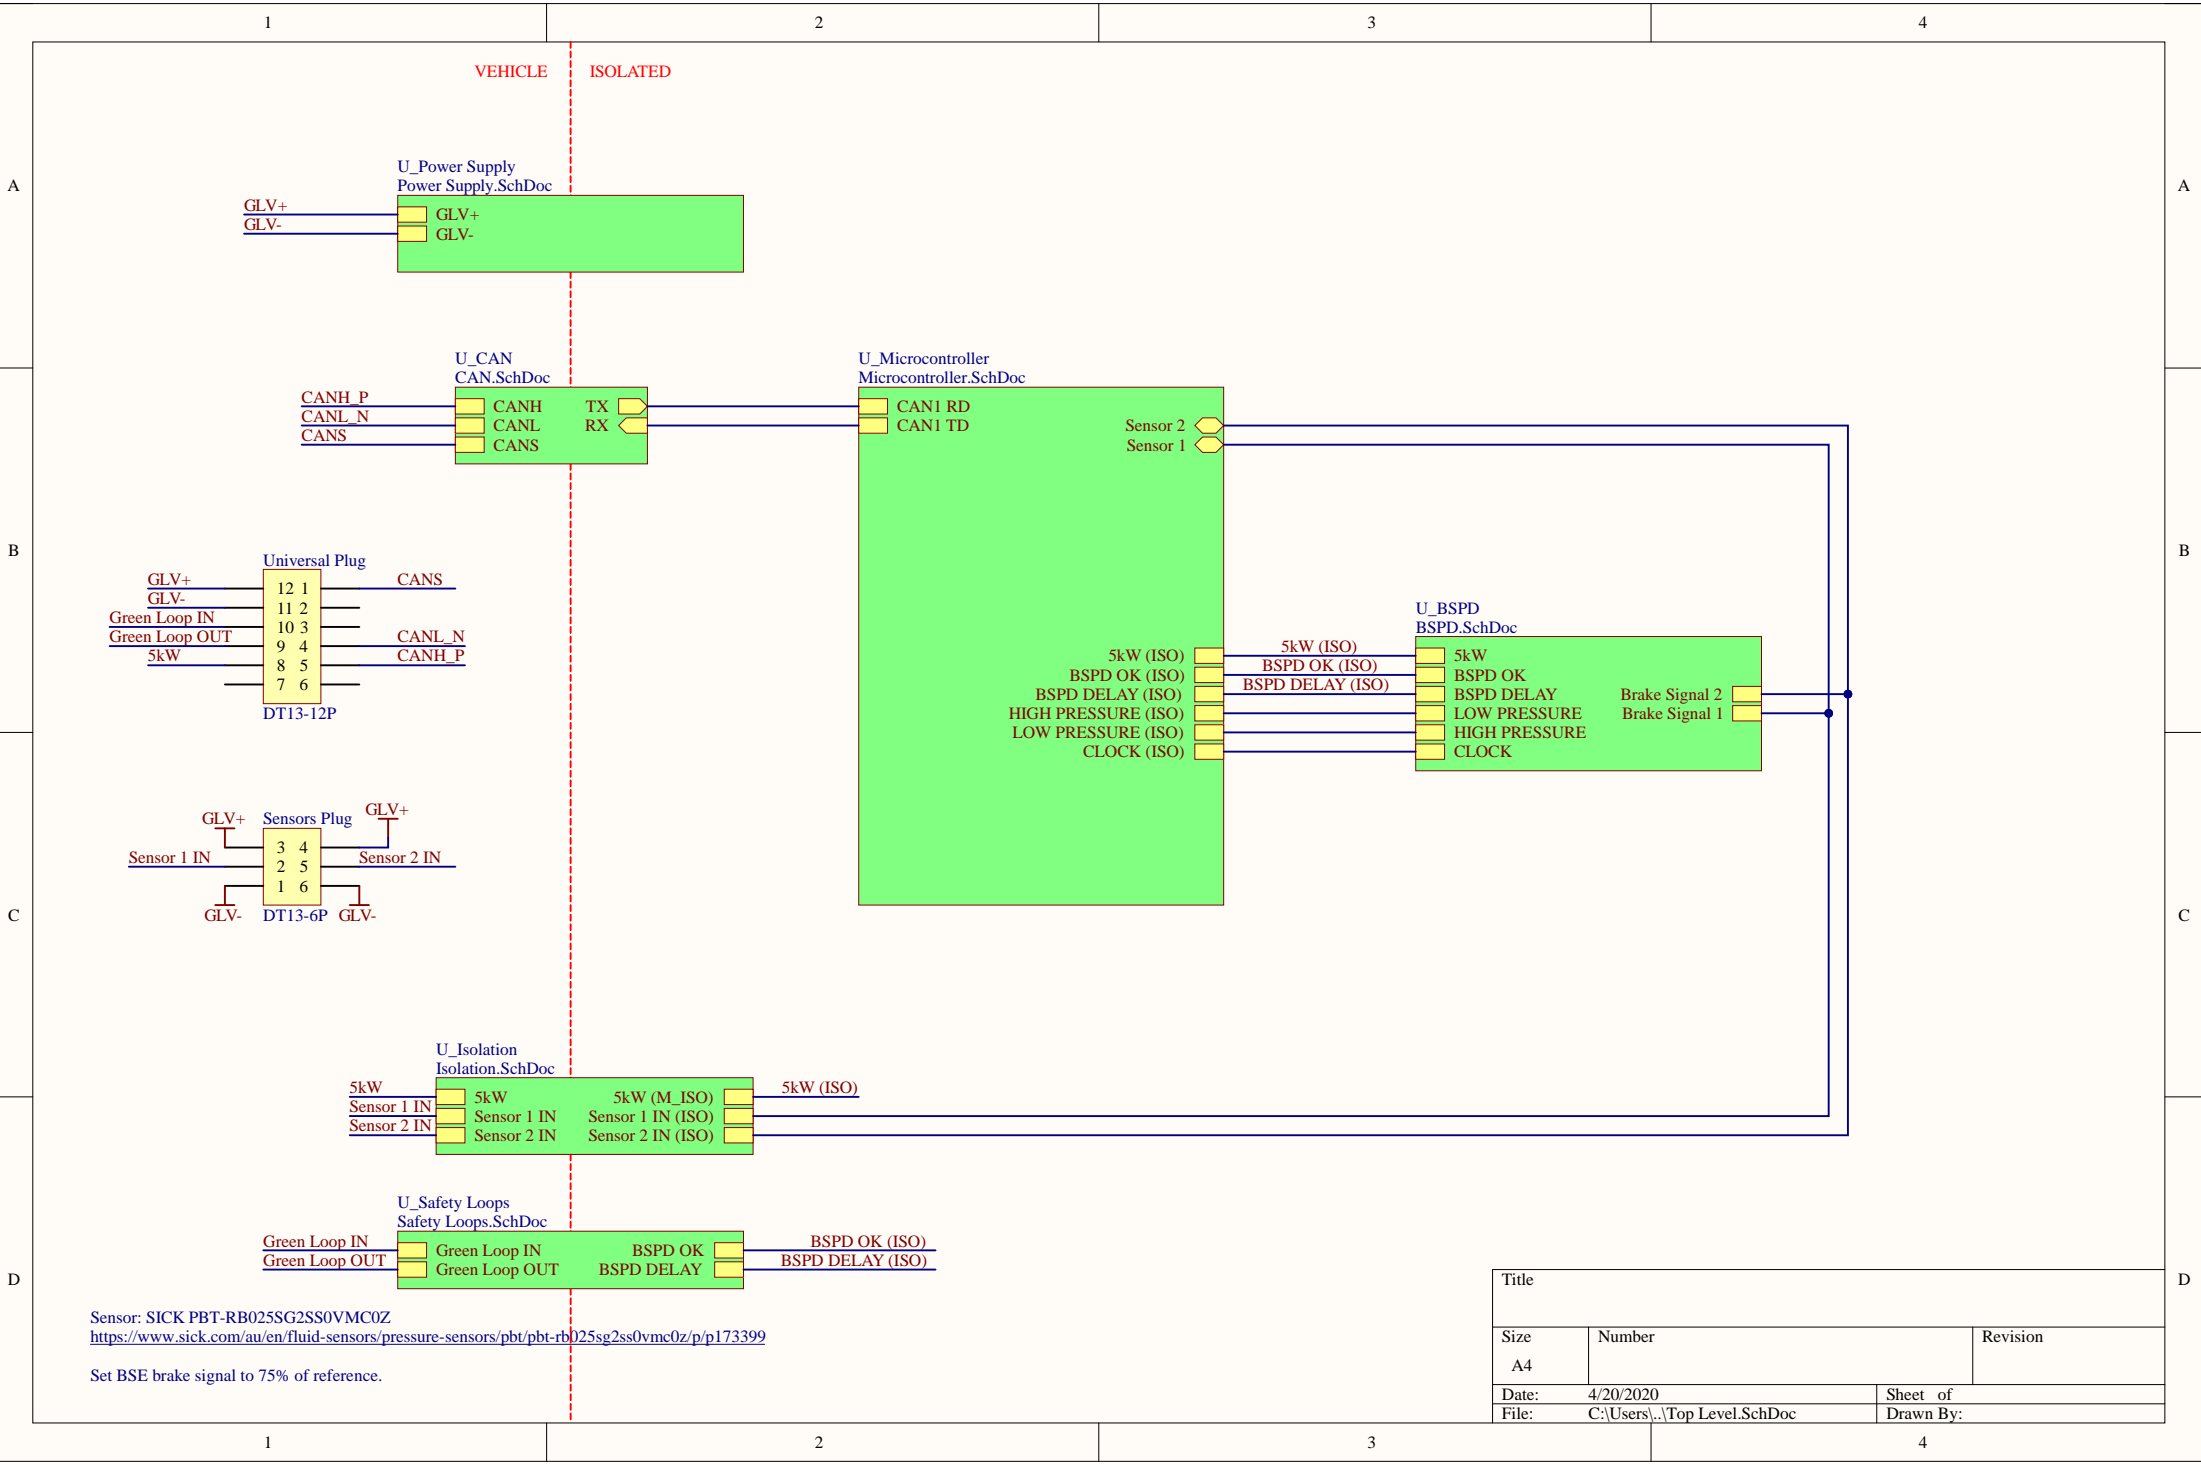 1 2 3 4
VEHICLE ISOLATED
A A
U_Power Supply
Power Supply.SchDoc
GLV+ GLV+
GLV- GLV-
U_CAN
CAN.SchDoc
CANH_P CANH TX
CANL_N CANL RX
CANS CANS
U_Microcontroller
Microcontroller.SchDoc
CAN1 RD
CAN1 TD
Sensor 2
Sensor 1
5kW (ISO)
BSPD OK (ISO)
BSPD DELAY (ISO)
HIGH PRESSURE (ISO)
LOW PRESSURE (ISO)
CLOCK (ISO)
5kW (ISO)
BSPD OK (ISO)
BSPD DELAY (ISO)
U_BSPD
BSPD.SchDoc
5kW
BSPD OK
BSPD DELAY Brake Signal 2
LOW PRESSURE Brake Signal 1
HIGH PRESSURE
CLOCK
B B
Universal Plug
GLV+ 12 1 CANS
GLV- 11 2
Green Loop IN 10 3
Green Loop OUT 9 4 CANL_N
5kW 8 5 CANH_P
7 6
DT13-12P
Sensors Plug
GLV+ 3 4 GLV+
Sensor 1 IN 2 5 Sensor 2 IN
1 6
GLV- DT13-6P GLV-
C C
U_Isolation
Isolation.SchDoc
5kW 5kW 5kW (M_ISO) 5kW (ISO)
Sensor 1 IN Sensor 1 IN Sensor 1 IN (ISO)
Sensor 2 IN Sensor 2 IN Sensor 2 IN (ISO)
U_Safety Loops
Safety Loops.SchDoc
Green Loop IN Green Loop IN BSPD OK BSPD OK (ISO)
Green Loop OUT Green Loop OUT BSPD DELAY BSPD DELAY (ISO)
D D
Sensor: SICK PBT-RB025SG2SS0VMC0Z
https://www.sick.com/au/en/fluid-sensors/pressure-sensors/pbt/pbt-rb025sg2ss0vmc0z/p/p173399
Set BSE brake signal to 75% of reference.
Title
Size Number Revision
A4
Date: 4/20/2020 Sheet of
File: C:\Users\..\Top Level.SchDoc Drawn By:
1 2 3 4